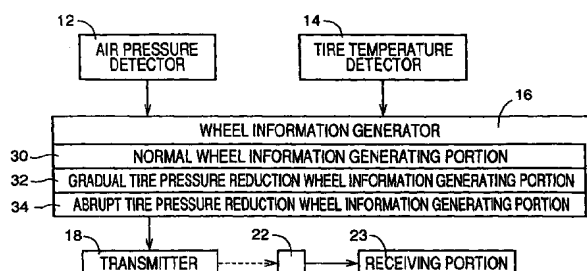 12
14
AIR PRESSURE
DETECTOR
TIRE TEMPERATURE
DETECTOR
16
WHEEL INFORMATION GENERATOR
30 NORMAL WHEEL INFORMATION GENERATING PORTION
32 GRADUAL TIRE PRESSURE REDUCTION WHEEL INFORMATION GENERATING PORTION
34 ABRUPT TIRE PRESSURE REDUCTION WHEEL INFORMATION GENERATING PORTION
18
22
23
TRANSMITTER
RECEIVING PORTION